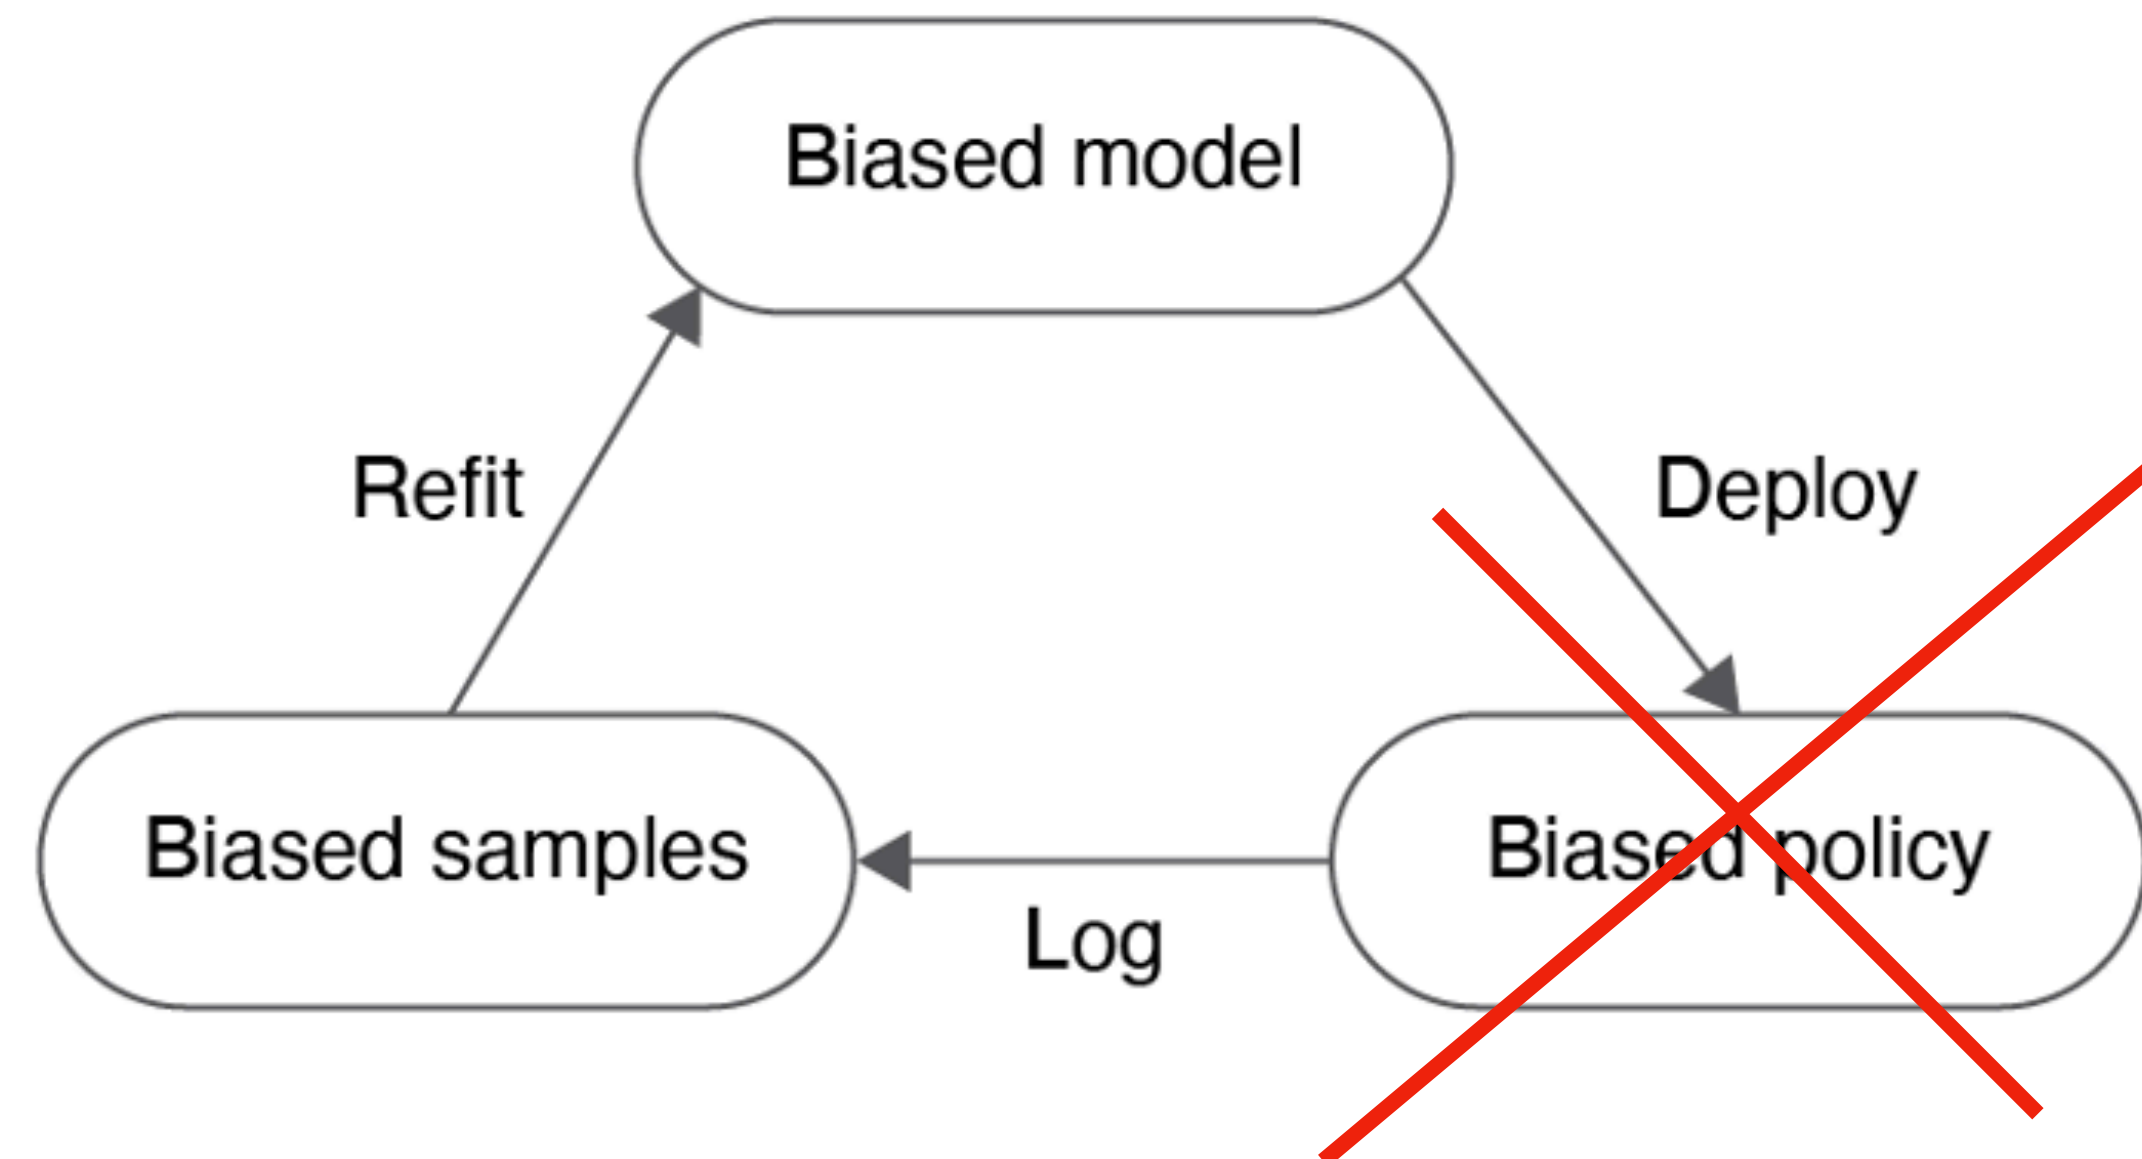 Biased model
Refit
Deploy
Biased samples
Biased policy
Log